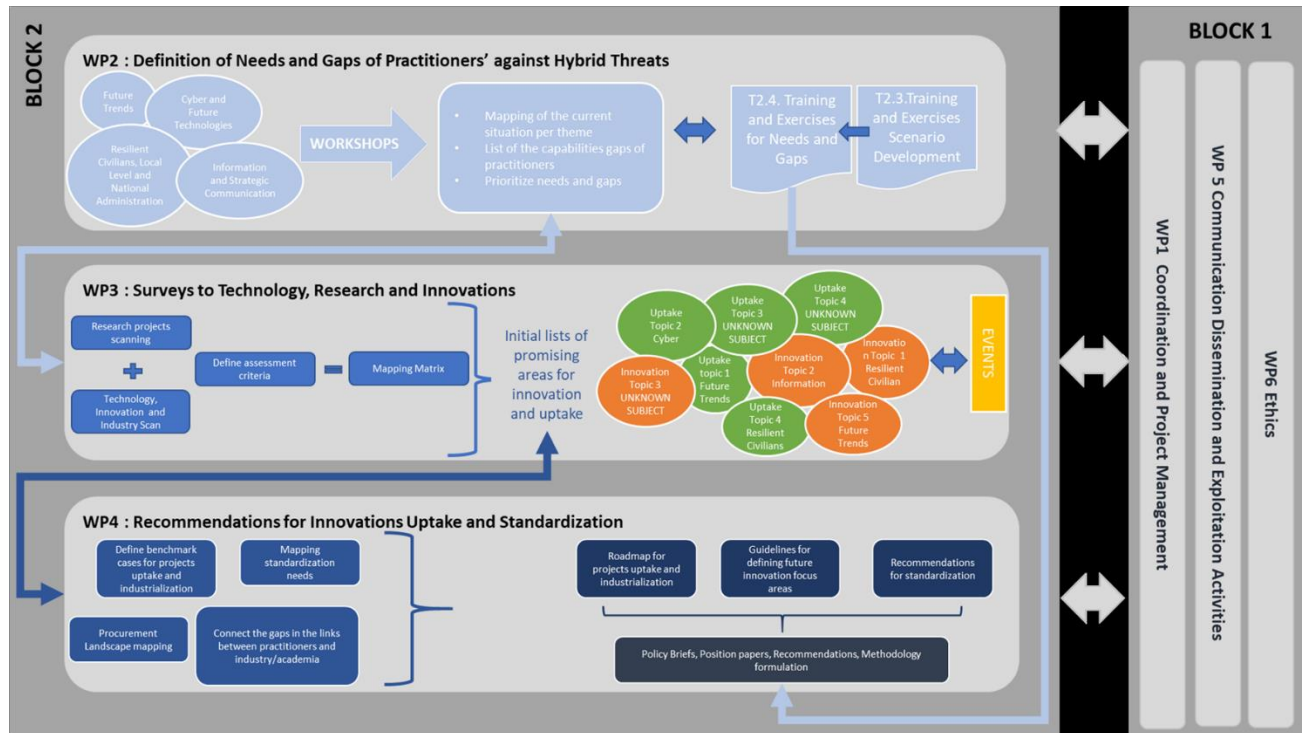 BLOCK 2
WP2 : Definition of Needs and Gaps of Practitioners' against Hybrid Threats
Future
Trends
Cyber and
Future
Technologies
Resilient
Civilians, Local
Level and
National
Administration
Information
and Strategic
Communication
WORKSHOPS
• Mapping of the current
situation per theme
• List of the capabilities gaps of
practitioners
• Prioritize needs and gaps
T2.4. Training
and Exercises
for Needs and
Gaps
T2.3.Training
and Exercises
Scenario
Development
WP3 : Surveys to Technology, Research and Innovations
Research projects
scanning
Technology,
Innovation and
Industry Scan
Define assessment
criteria
Mapping Matrix
Initial lists of
promising
areas for
innovation
and uptake
Uptake
Topic 2
Cyber
Uptake
Topic 3
UNKNOWN
SUBJECT
Uptake
Topic 4
UNKNOWN
SUBJECT
Innovation
Topic 3
UNKNOWN
SUBJECT
Uptake
topic 1
Future
Trends
Innovation
Topic 2
Information
Innovatio
n Topic 1
Resilient
Civilian
Uptake
Topic 4
Resilient
Civilians
Innovation
Topic 5
Future
Trends
EVENTS
WP4 : Recommendations for Innovations Uptake and Standardization
Define benchmark
cases for projects
uptake and
industrialization
Mapping
standardization
needs
Procurement
Landscape mapping
Connect the gaps in the links
between practitioners and
industry/academia
Roadmap for
projects uptake and
industrialization
Guidelines for
defining future
innovation focus
areas
Recommendations
for standardization
Policy Briefs, Position papers, Recommendations, Methodology
formulation
BLOCK 1
WP1 Coordination and Project Management
WP 5 Communication Dissemination and Exploitation Activities
WP6 Ethics